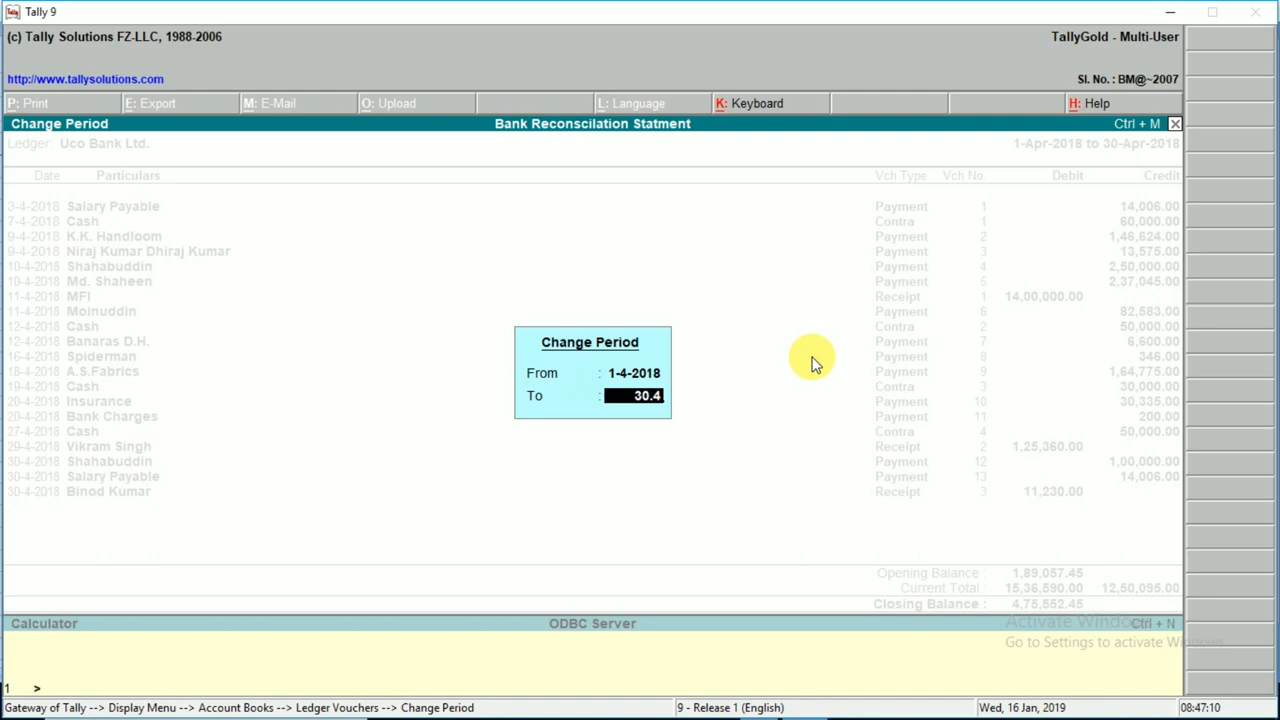 Tally 9
(c) Tally Solutions FZ-LLC, 1988-2006 TallyGold - Multi-User
http://www.tallysolutions.com Sl. No. : BM@~2007
P: Print E: Export M: E-Mail O: Upload L: Language K: Keyboard H: Help
Change Period Bank Reconscilation Statment Ctrl + M
Ledger: Uco Bank Ltd. 1-Apr-2018 to 30-Apr-2018
Date Particulars Vch Type Vch No. Debit Credit
3-4-2018 Salary Payable Payment 1 14,006.00
7-4-2018 Cash Contra 1 60,000.00
9-4-2018 K.K. Handloom Payment 2 1,46,624.00
9-4-2018 Niraj Kumar Dhiraj Kumar Payment 3 13,575.00
10-4-2018 Shahabuddin Payment 4 2,50,000.00
10-4-2018 Md. Shaheen Payment 5 2,37,045.00
11-4-2018 MFI Receipt 1 14,00,000.00
11-4-2018 Moinuddin Payment 6 82,583.00
12-4-2018 Cash Contra 2 50,000.00
12-4-2018 Banaras D.H. Payment 7 6,600.00
16-4-2018 Spiderman Payment 8 346.00
18-4-2018 A.S.Fabrics Payment 9 1,64,775.00
19-4-2018 Cash Contra 3 30,000.00
20-4-2018 Insurance Payment 10 30,335.00
20-4-2018 Bank Charges Payment 11 200.00
27-4-2018 Cash Contra 4 50,000.00
29-4-2018 Vikram Singh Receipt 2 1,25,360.00
30-4-2018 Shahabuddin Payment 12 1,00,000.00
30-4-2018 Salary Payable Payment 13 14,006.00
30-4-2018 Binod Kumar Receipt 3 11,230.00
Change Period
From : 1-4-2018
To : 30.4
Opening Balance : 1,89,057.45
Current Total : 15,36,590.00 12,50,095.00
Closing Balance : 4,75,552.45
Calculator ODBC Server Ctrl + N
Activate Windows
Go to Settings to activate Windows.
1 >
Gateway of Tally --> Display Menu --> Account Books --> Ledger Vouchers --> Change Period 9 - Release 1 (English) Wed, 16 Jan, 2019 08:47:10